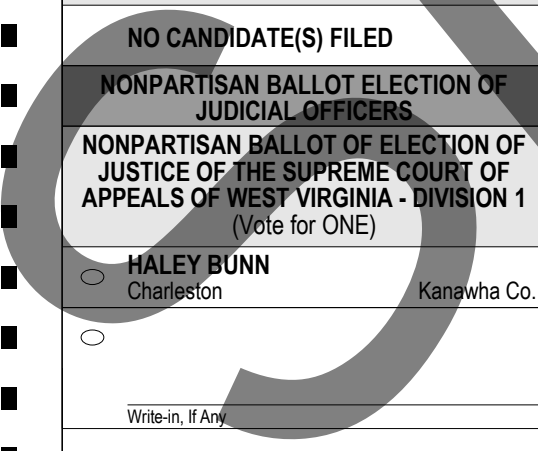 NO CANDIDATE(S) FILED
NONPARTISAN BALLOT ELECTION OF
JUDICIAL OFFICERS
NONPARTISAN BALLOT OF ELECTION OF
JUSTICE OF THE SUPREME COURT OF
APPEALS OF WEST VIRGINIA - DIVISION 1
(Vote for ONE)
HALEY BUNN
Charleston Kanawha Co.
Write-in, If Any